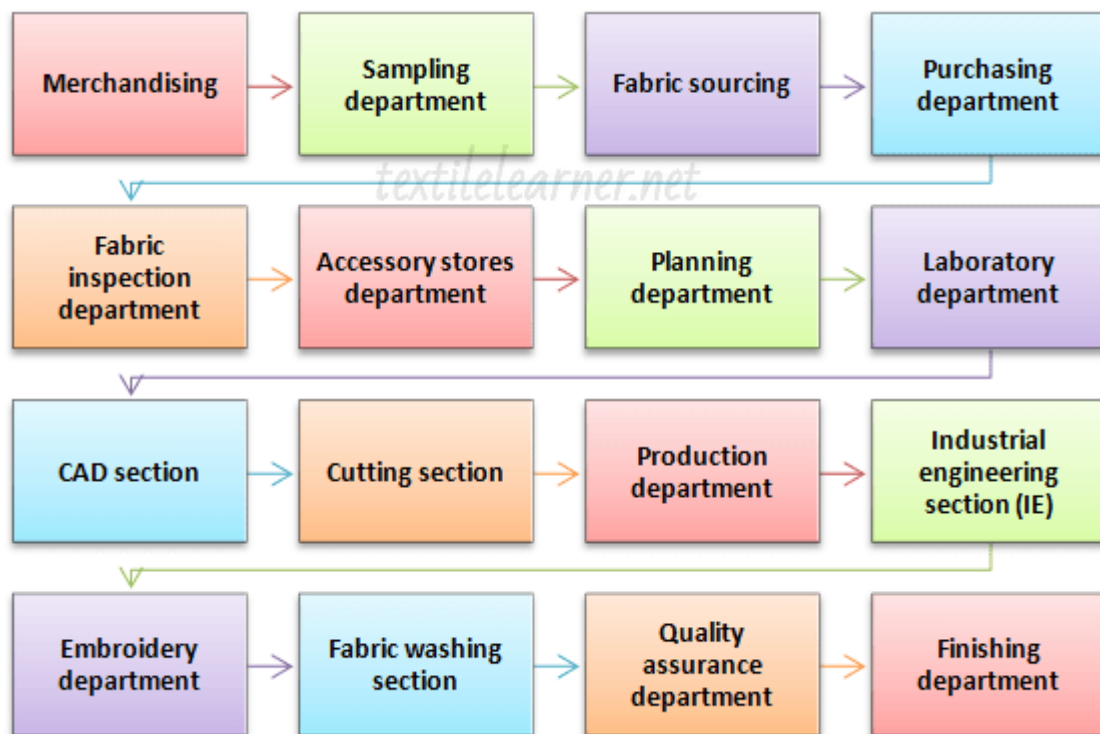 Merchandising
Sampling
department
Fabric sourcing
Purchasing
department
textilelearner.net
Fabric
inspection
department
Accessory stores
department
Planning
department
Laboratory
department
CAD section
Cutting section
Production
department
Industrial
engineering
section (IE)
Embroidery
department
Fabric washing
section
Quality
assurance
department
Finishing
department